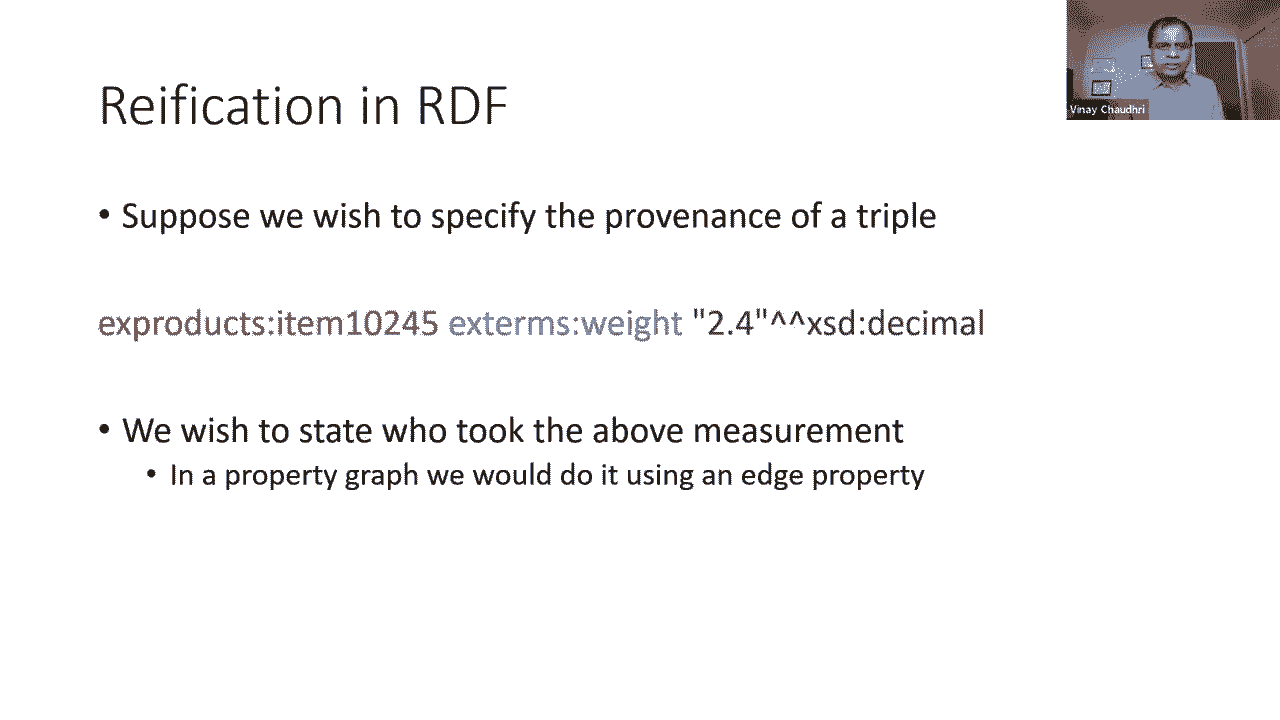 Reification in RDF
Vinay Chaudhri
• Suppose we wish to specify the provenance of a triple
exproducts:item10245 exterms:weight "2.4"^^xsd:decimal
• We wish to state who took the above measurement
• In a property graph we would do it using an edge property